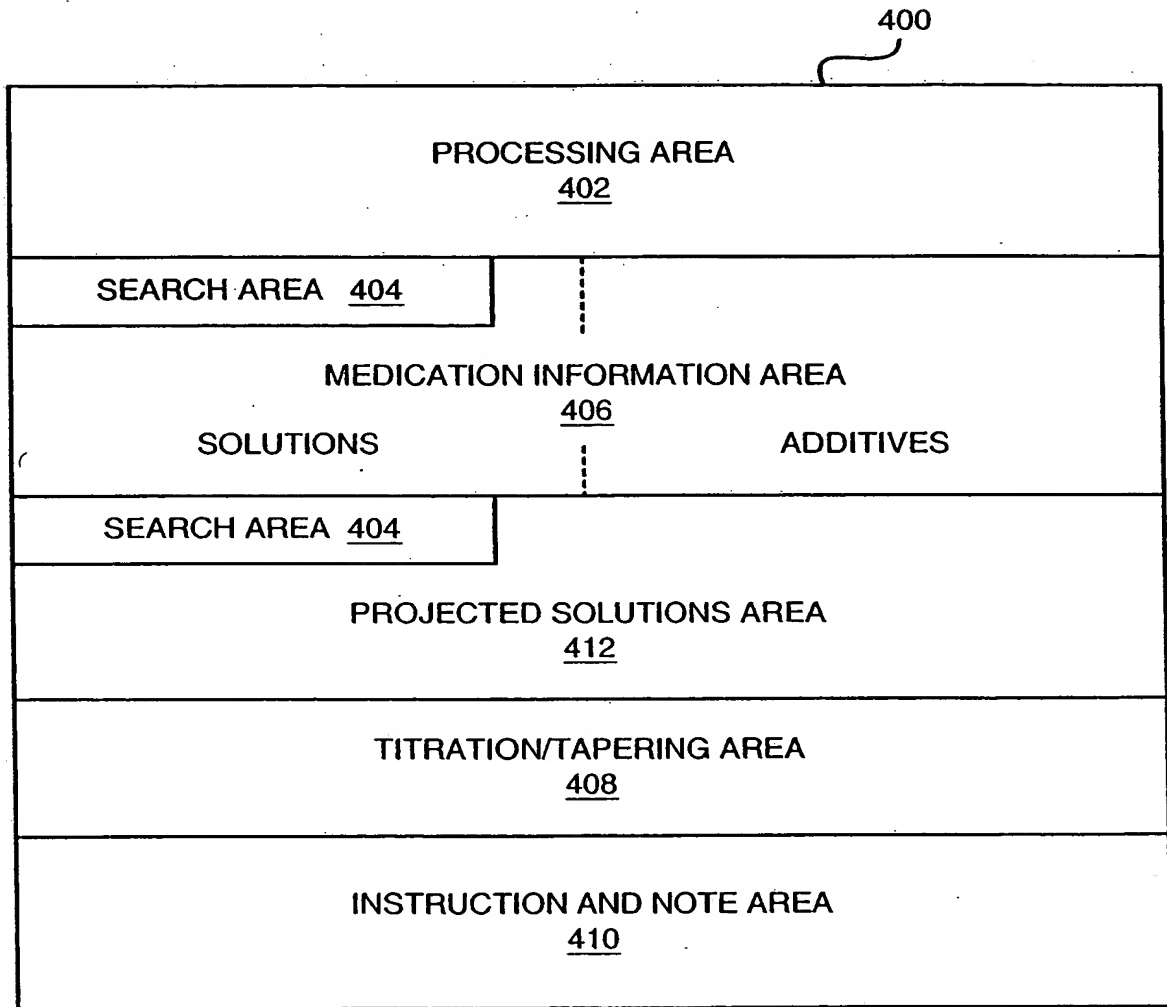 400
PROCESSING AREA
402
SEARCH AREA 404
MEDICATION INFORMATION AREA
406
SOLUTIONS ADDITIVES
SEARCH AREA 404
PROJECTED SOLUTIONS AREA
412
TITRATION/TAPERING AREA
408
INSTRUCTION AND NOTE AREA
410